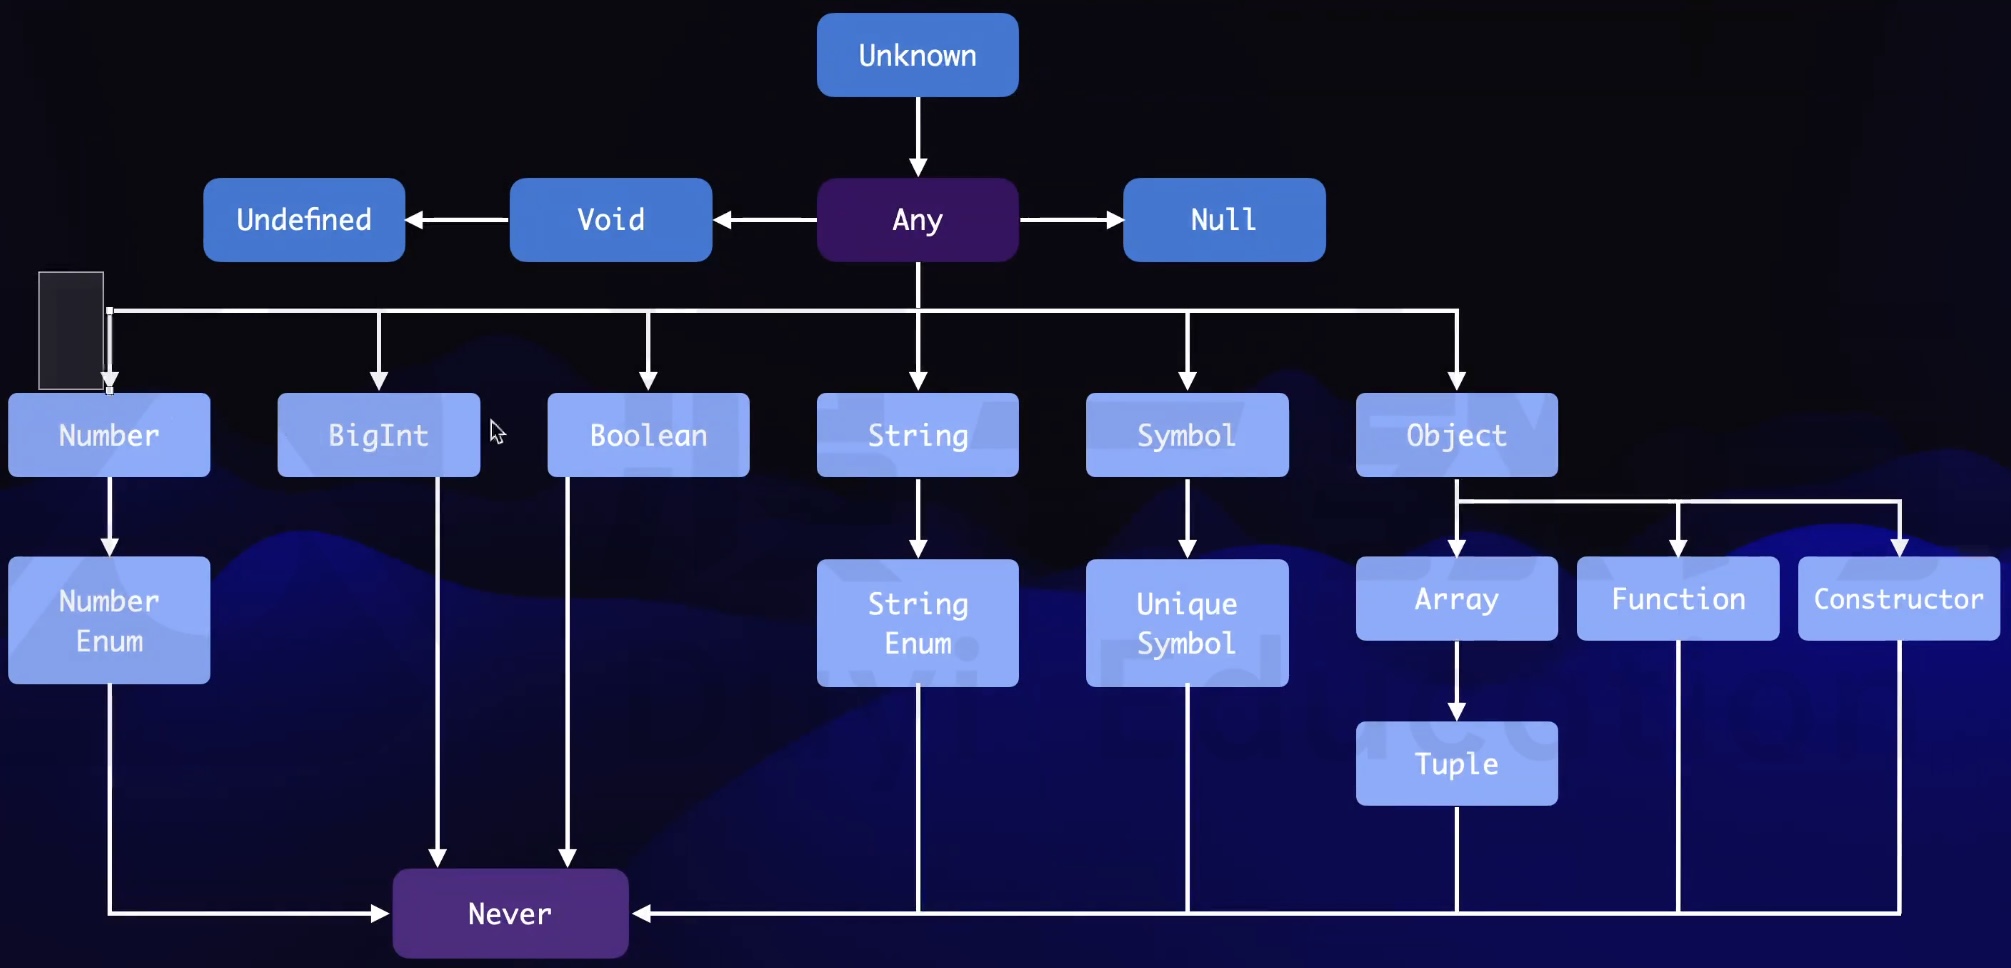 Unknown
Undefined
Void
Any
Null
Number
BigInt
Boolean
String
Symbol
Object
Number
Enum
String
Enum
Unique
Symbol
Array
Function
Constructor
Tuple
Never